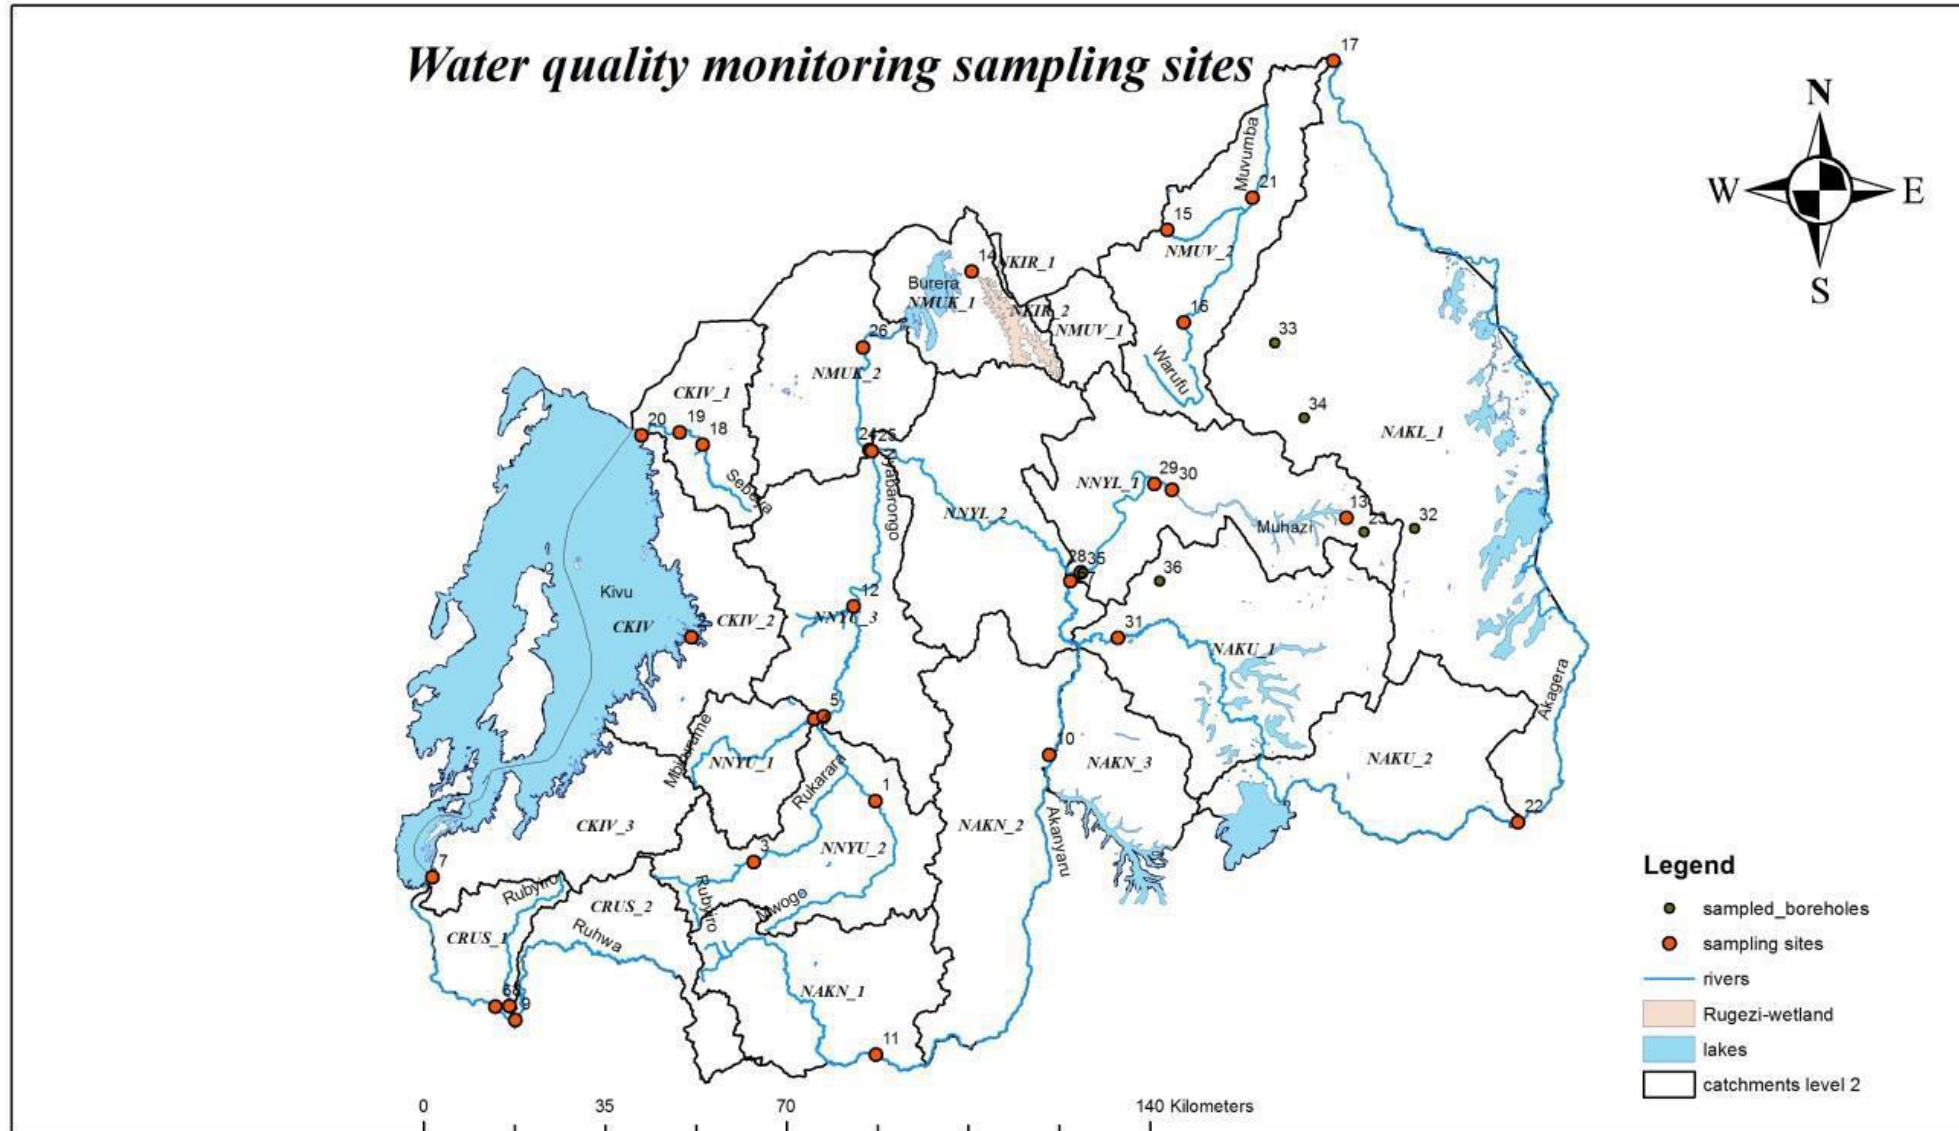 Water quality monitoring sampling sites
17
N
W
E
S
Muvumba
21
15
NMUV_2
14
NKIR_1
Burera
NMUK_1
NKIR_2
NMUV_1
16
33
26
NMUK_2
Warufu
CKIV_1
34
NAKL_1
20
19
18
24
25
Nyabarongo
Sebeya
29
30
NNYL_1
NNYL_2
13
23
32
Muhazi
28
35
36
Kivu
CKIV
2
CKIV_2
12
NNYU_3
31
NAKU_1
Akagera
5
Mbirurume
NNYU_1
Rukarara
10
NAKN_3
NAKU_2
1
22
CKIV_3
NAKN_2
Akanyaru
3
NNYU_2
7
Rubyiro
Rubyiro
Mwoge
CRUS_2
CRUS_1
Ruhwa
NAKN_1
9
11
Legend
sampled_boreholes
sampling sites
rivers
Rugezi-wetland
lakes
catchments level 2
0
35
70
140 Kilometers